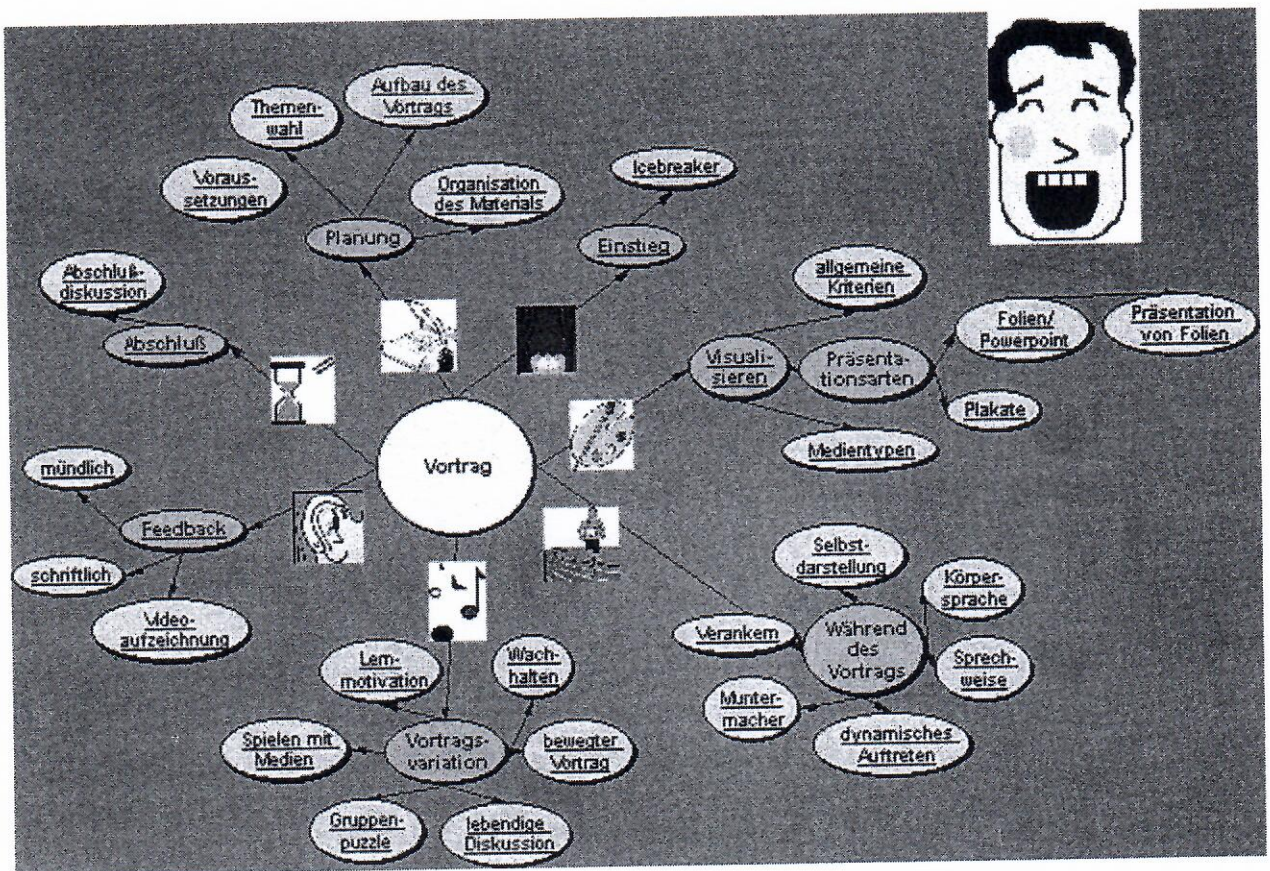 Aufbau des
Vortrags
Themen-
wahl
Voraus-
setzungen
Organisation
des Materials
Planung
Icebreaker
Einstieg
Abschluß-
diskussion
Abschluß
allgemeine
Kriterien
Visuali-
sieren
Präsenta-
tionsarten
Folien/
Powerpoint
Präsentation
von Folien
Plakate
Medientypen
Vortrag
mündlich
Feedback
schriftlich
Video-
aufzeichnung
Selbst-
darstellung
Körper-
sprache
Verankern
Während
des
Vortrags
Sprech-
weise
Munter-
macher
dynamisches
Auftreten
Lern-
motivation
Wach-
halten
Spielen mit
Medien
Vortrags-
variation
bewegter
Vortrag
Gruppen-
puzzle
lebendige
Diskussion